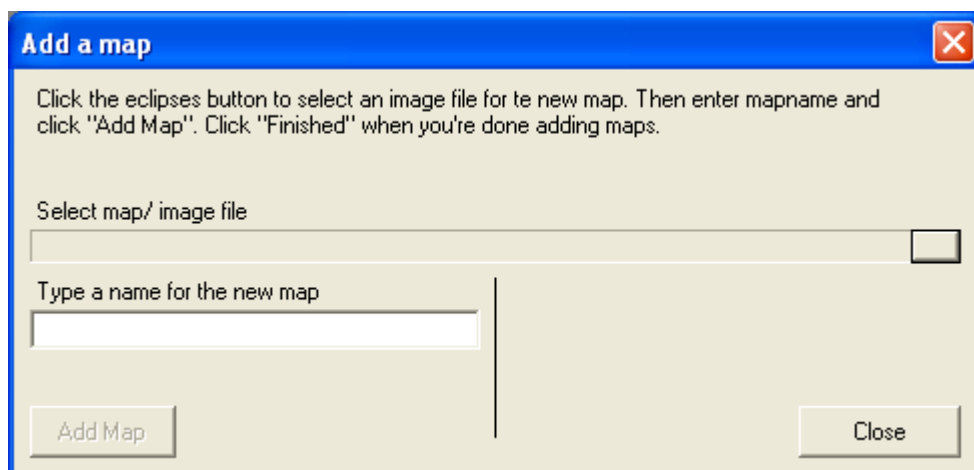 Add a map
Click the eclipses button to select an image file for te new map. Then enter mapname and
click "Add Map". Click "Finished" when you're done adding maps.
Select map/ image file
Type a name for the new map
Add Map
Close